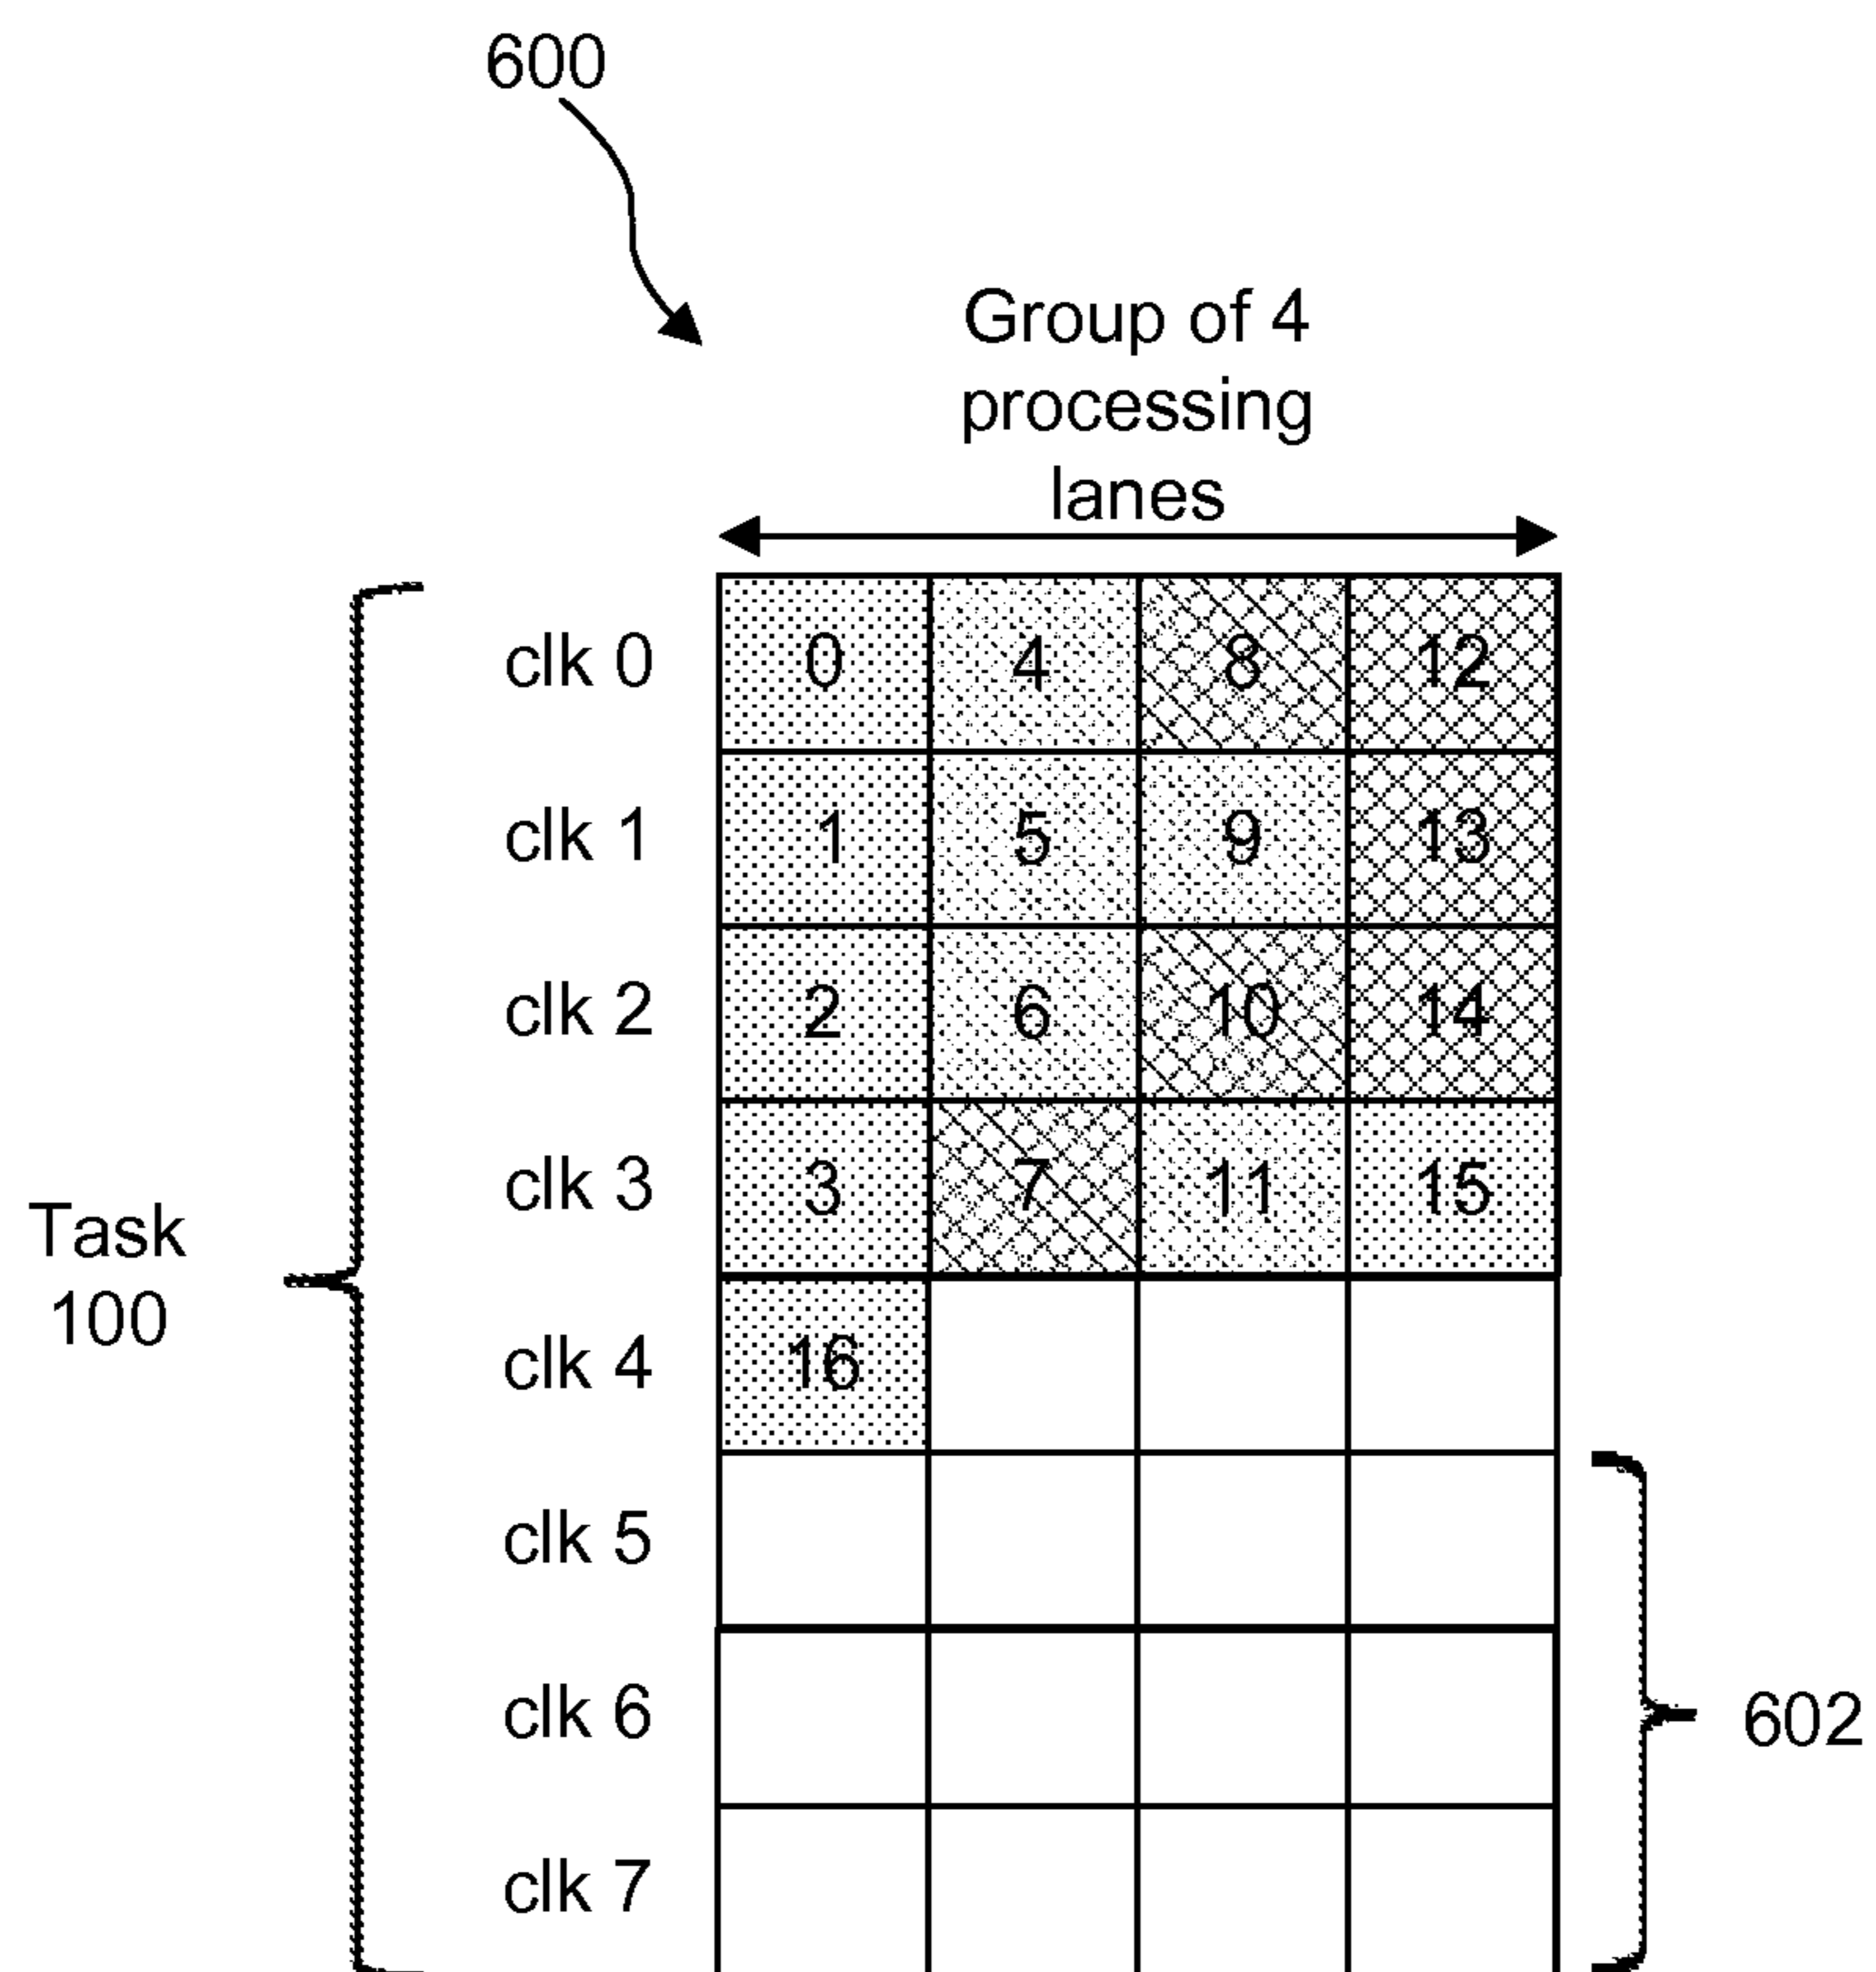 600
Group of 4
processing
lanes
clk 0 0 4 8 12
clk 1 1 5 9 13
clk 2 2 6 10 14
clk 3 3 7 11 15
Task
100
clk 4 16
clk 5
clk 6
602
clk 7